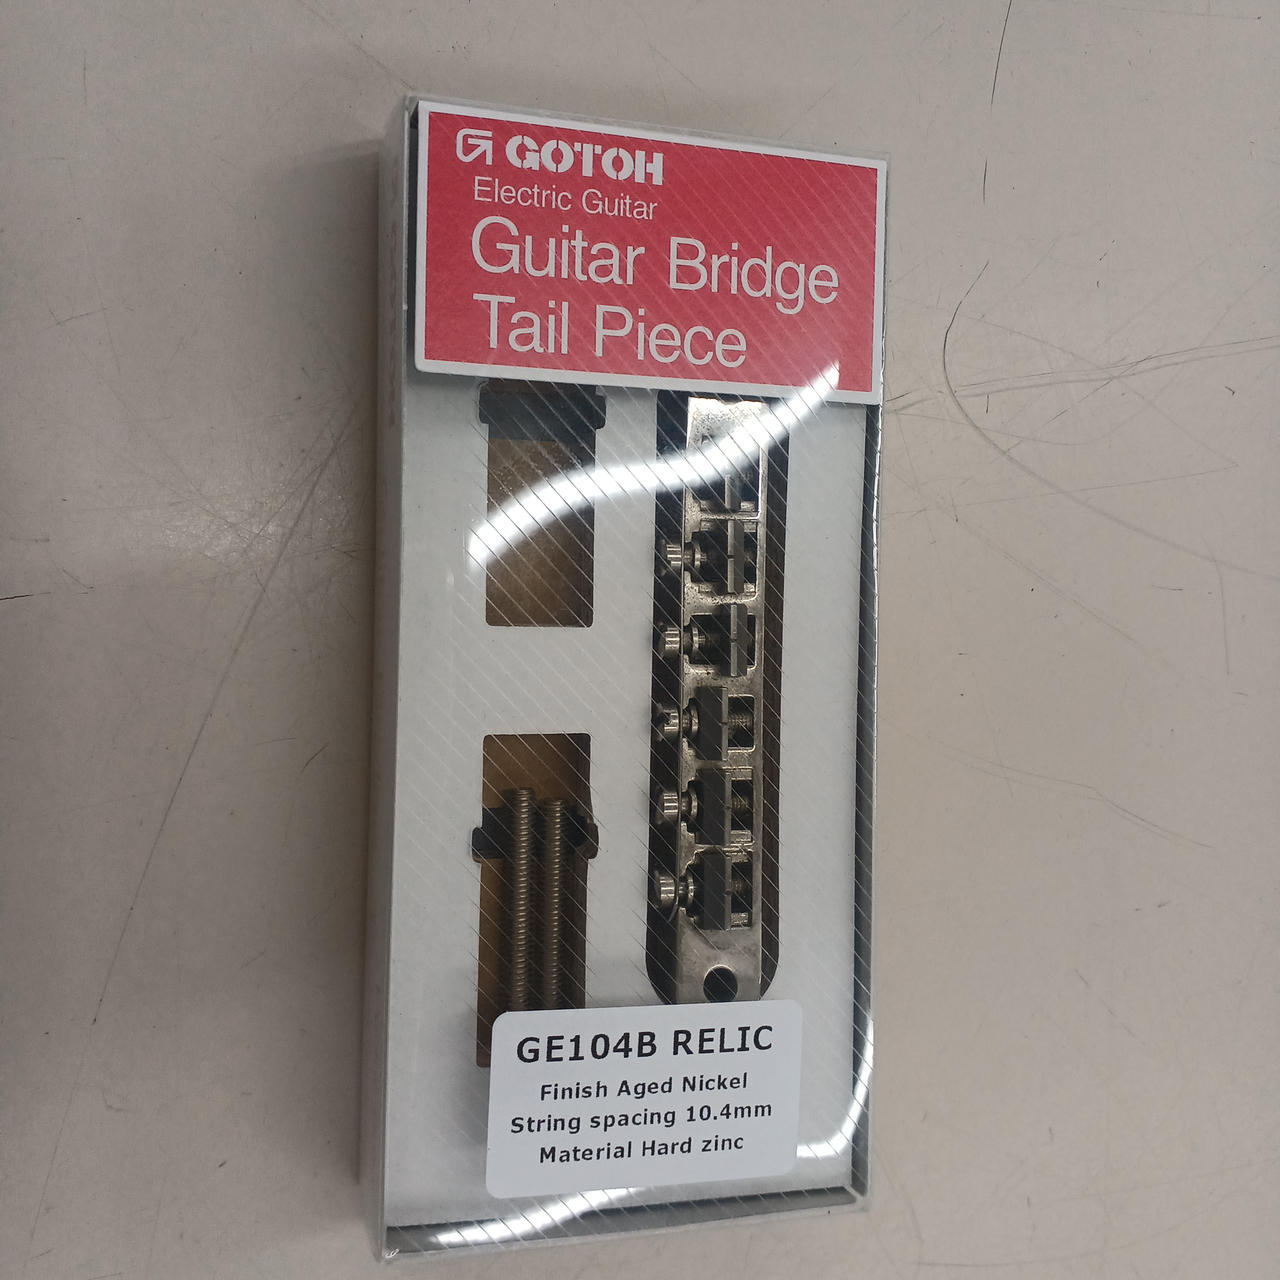 GOTOH
Electric Guitar
Guitar Bridge
Tail Piece
GE104B RELIC
Finish Aged Nickel
String spacing 10.4mm
Material Hard zinc